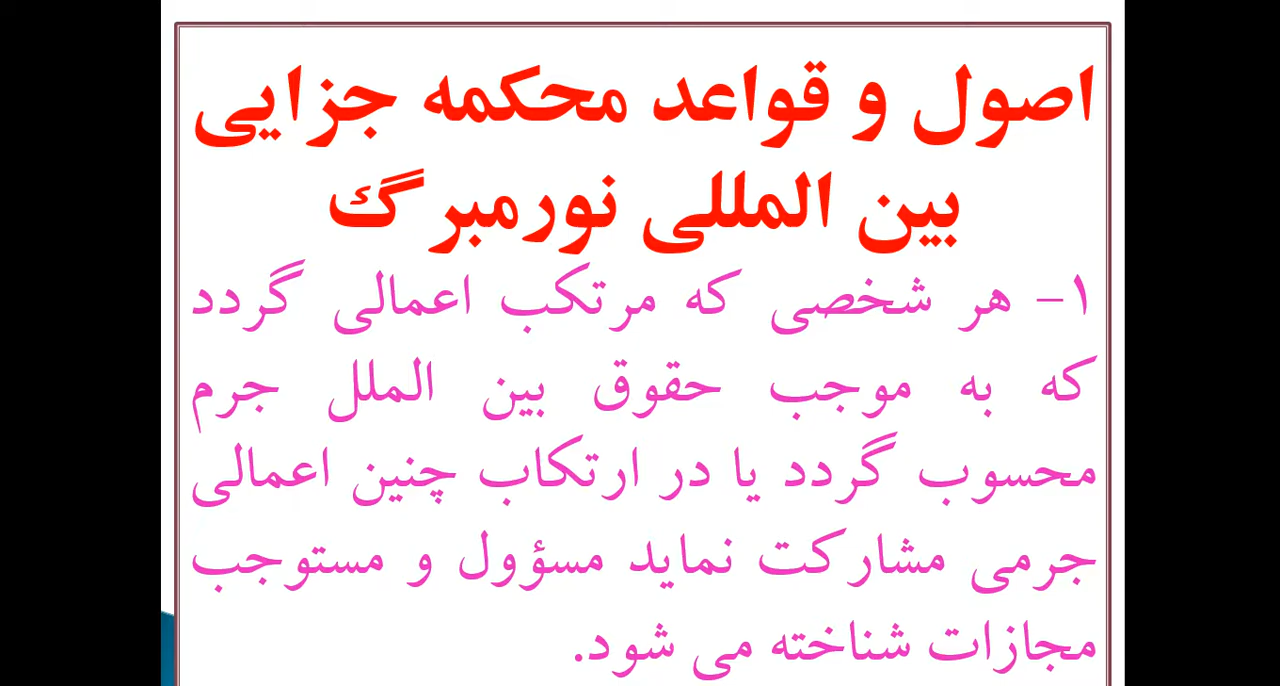 اصول و قواعد محکمه جزایی
بین المللی نورمبرگ
۱- هر شخصی که مرتکب اعمالی گردد
که به موجب حقوق بین الملل جرم
محسوب گردد یا در ارتکاب چنین اعمالی
جرمی مشارکت نماید مسؤول و مستوجب
مجازات شناخته می شود.